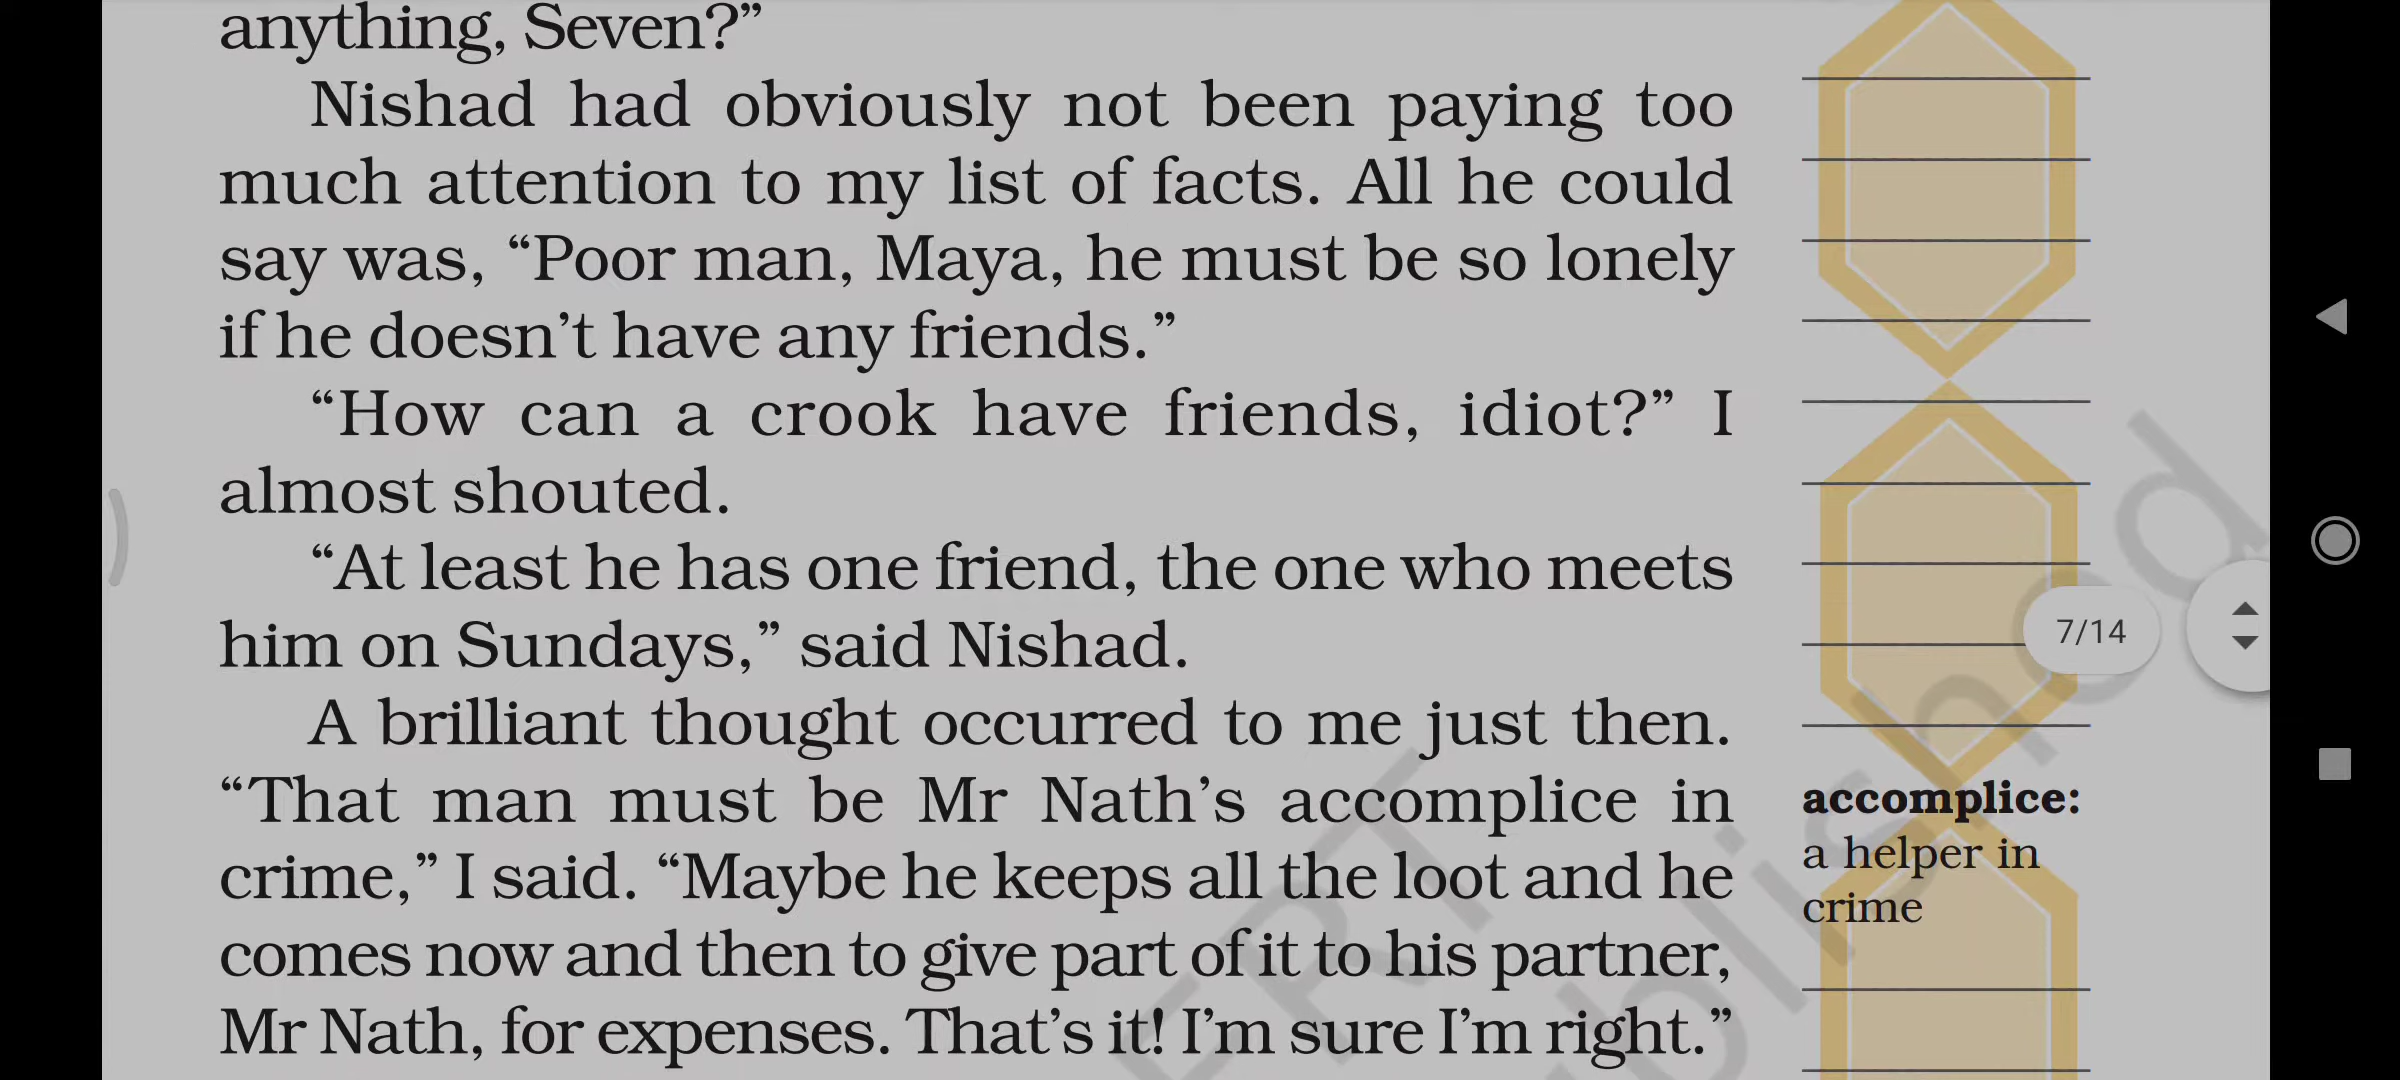 anything, Seven?”
Nishad had obviously not been paying too
much attention to my list of facts. All he could
say was, “Poor man, Maya, he must be so lonely
if he doesn’t have any friends.”
“How can a crook have friends, idiot?” I
almost shouted.
“At least he has one friend, the one who meets
him on Sundays,” said Nishad.
A brilliant thought occurred to me just then.
“That man must be Mr Nath’s accomplice in
crime,” I said. “Maybe he keeps all the loot and he
comes now and then to give part of it to his partner,
Mr Nath, for expenses. That’s it! I’m sure I’m right.”
accomplice:
a helper in
crime
7/14